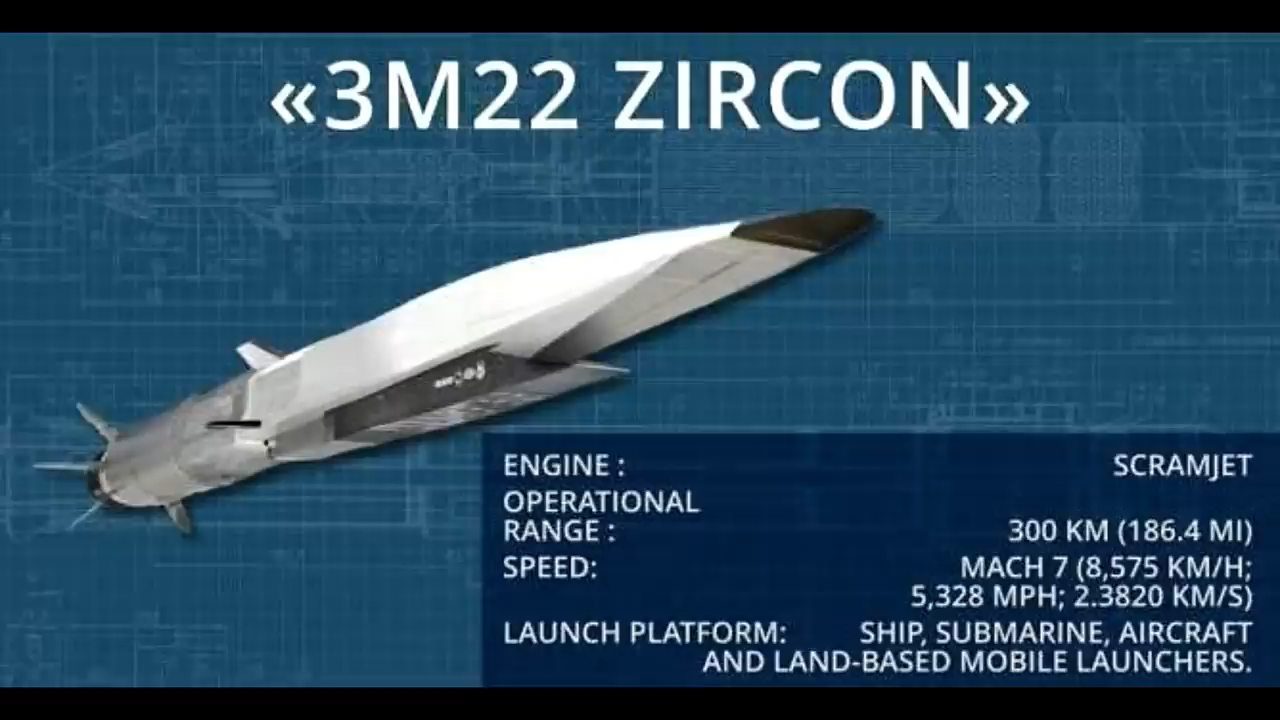 «3M22 ZIRCON»
ENGINE : SCRAMJET
OPERATIONAL
RANGE : 300 KM (186.4 MI)
SPEED: MACH 7 (8,575 KM/H;
5,328 MPH; 2.3820 KM/S)
LAUNCH PLATFORM: SHIP, SUBMARINE, AIRCRAFT
AND LAND-BASED MOBILE LAUNCHERS.